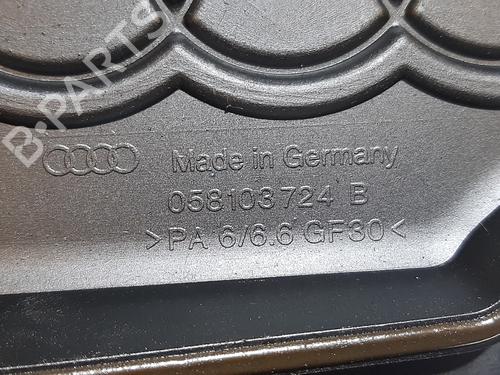 B-PARTS
Made in Germany
058103724 B
>PA 6/6.6 GF30<